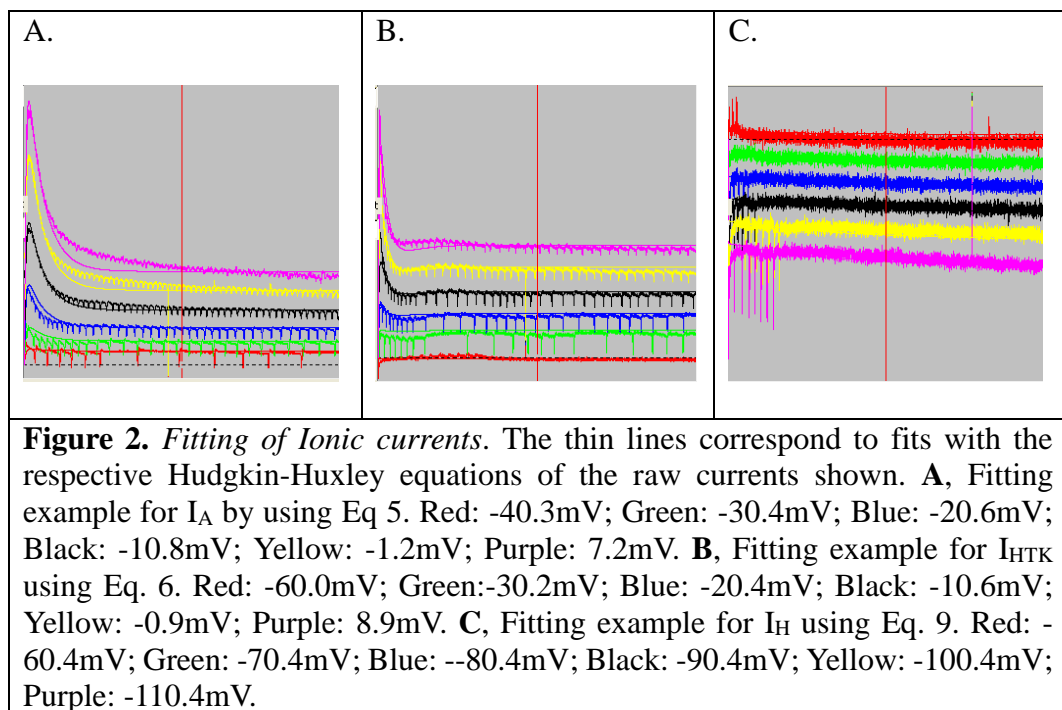 A.
B.
C.
Figure 2. Fitting of Ionic currents. The thin lines correspond to fits with the
respective Hudgkin-Huxley equations of the raw currents shown. A, Fitting
example for IA by using Eq 5. Red: -40.3mV; Green: -30.4mV; Blue: -20.6mV;
Black: -10.8mV; Yellow: -1.2mV; Purple: 7.2mV. B, Fitting example for IHTK
using Eq. 6. Red: -60.0mV; Green:-30.2mV; Blue: -20.4mV; Black: -10.6mV;
Yellow: -0.9mV; Purple: 8.9mV. C, Fitting example for IH using Eq. 9. Red: -
60.4mV; Green: -70.4mV; Blue: --80.4mV; Black: -90.4mV; Yellow: -100.4mV;
Purple: -110.4mV.